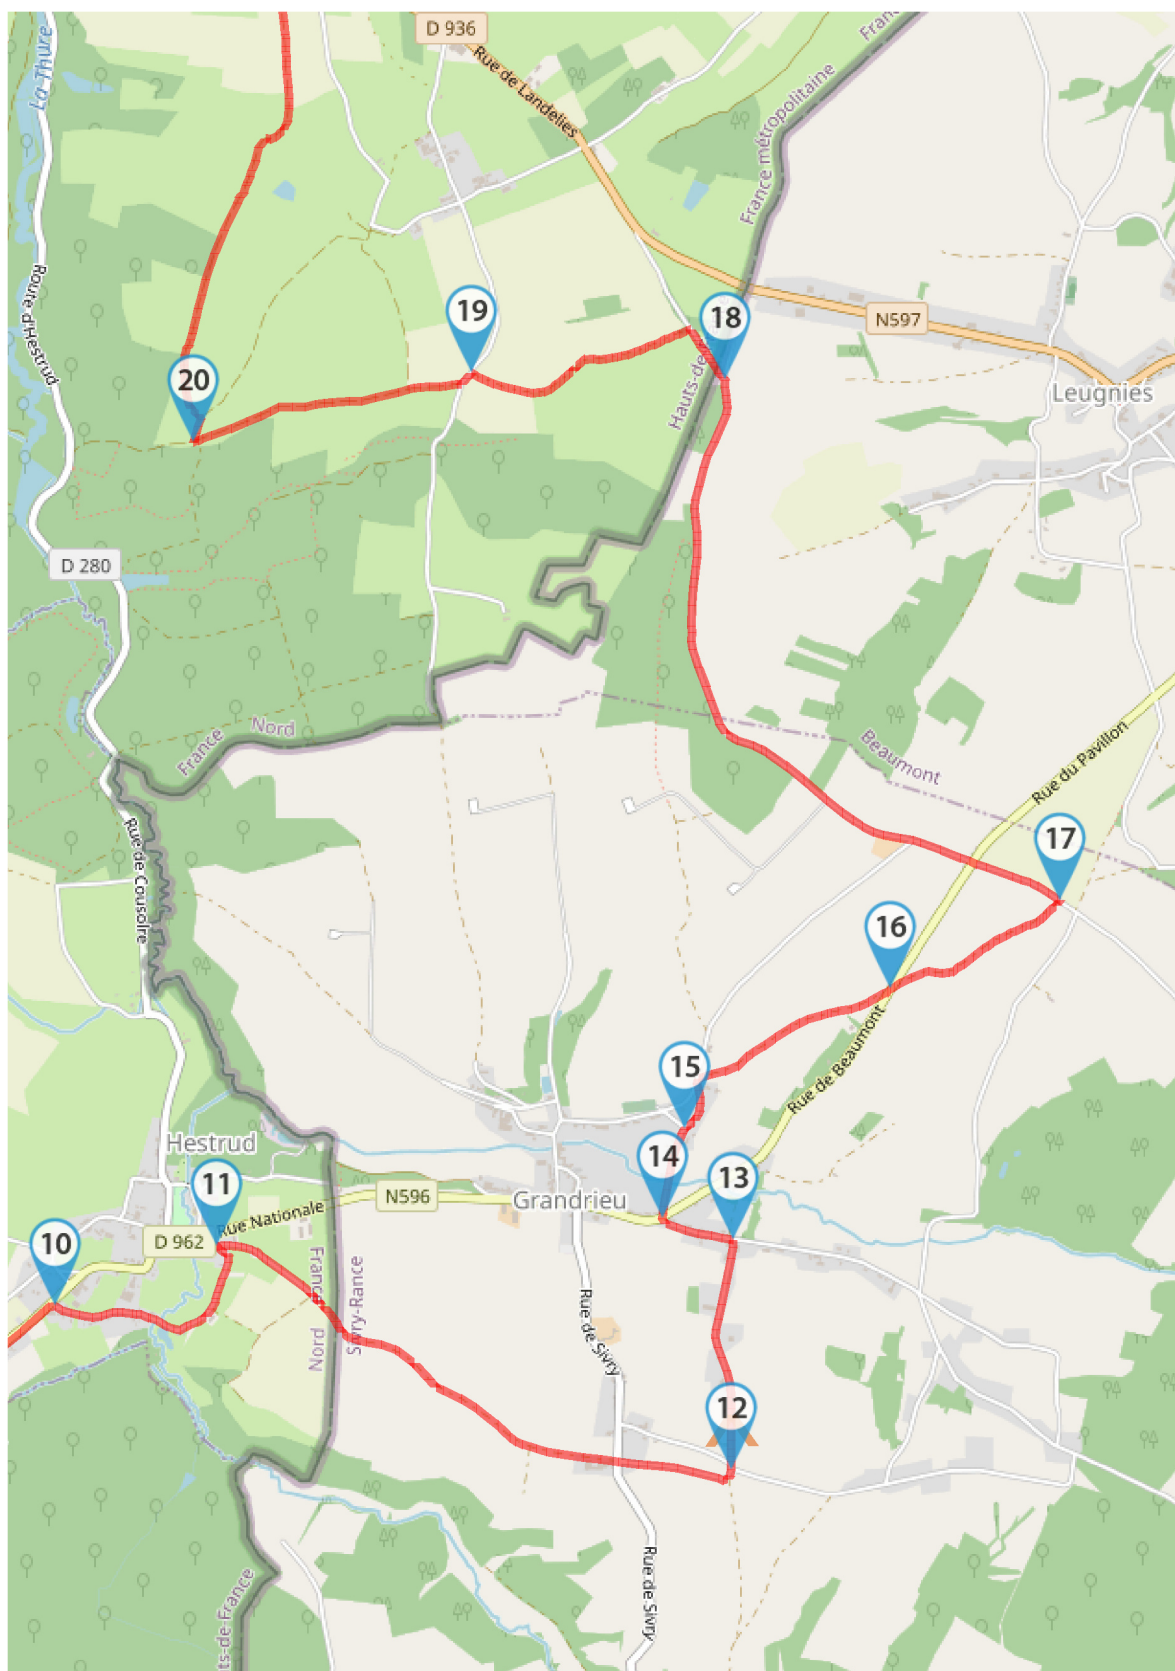 D 936
Franc
La Thure
Rue de Landelies
France métropolitaine
Route d'Hestrud
19
18
N597
20
Hauts-de-
Leugnies
D 280
Nord
France
Beaumont
Rue du Pavillon
17
Rue de Cousolre
16
15
Rue de Beaumont
Hestrud
14
13
11
N596
Grandrieu
Rue Nationale
10
D 962
France
Nord
Sivry-Rance
Rue de Sivry
12
Rue de Sivry
ts-de-France